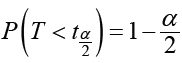 P(T < t_{α/2}) = 1 − α/2